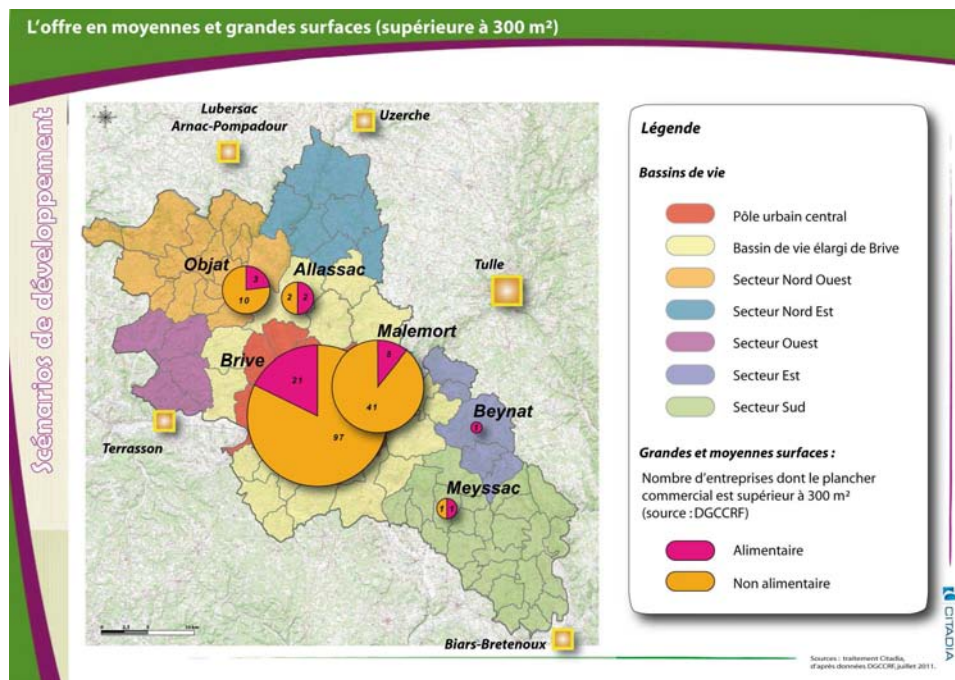 L'offre en moyennes et grandes surfaces (supérieure à 300 m²)
Scénarios de développement
Lubersac
Arnac-Pompadour
Uzerche
Objat
3
10
Allassac
2
2
Tulle
Malemort
41
Brive
21
97
Beynat
1
Terrasson
Meyssac
1
1
Biars-Bretenoux
Légende
Bassins de vie
Pôle urbain central
Bassin de vie élargi de Brive
Secteur Nord Ouest
Secteur Nord Est
Secteur Ouest
Secteur Est
Secteur Sud
Grandes et moyennes surfaces :
Nombre d'entreprises dont le plancher
commercial est supérieur à 300 m²
(source : DGCCRF)
Alimentaire
Non alimentaire
CITADIA
Sources : traitement Citadia,
d'après données DGCCRF, juillet 2011.